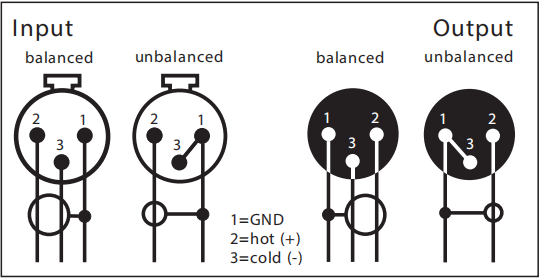 Input
Output
balanced
unbalanced
balanced
unbalanced
2
1
3
2
1
3
1
2
3
1
2
3
1=GND
2=hot (+)
3=cold (-)